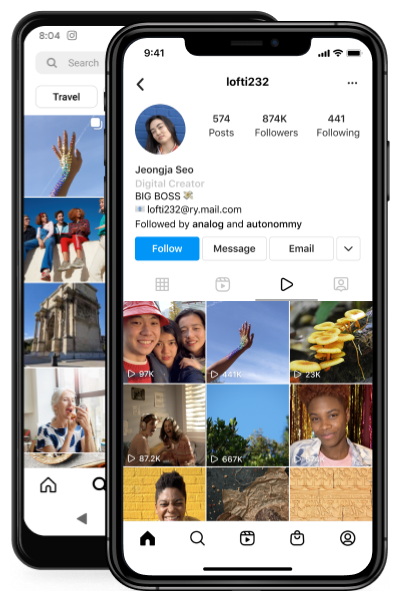 8:04
Search
Travel
9:41
lofti232
574 874K 441
Posts Followers Following
Jeongja Seo
Digital Creator
BIG BOSS
lofti232@ry.mail.com
Followed by analog and autonommy
Follow Message Email
97K 441K 23K
87.2K 667K